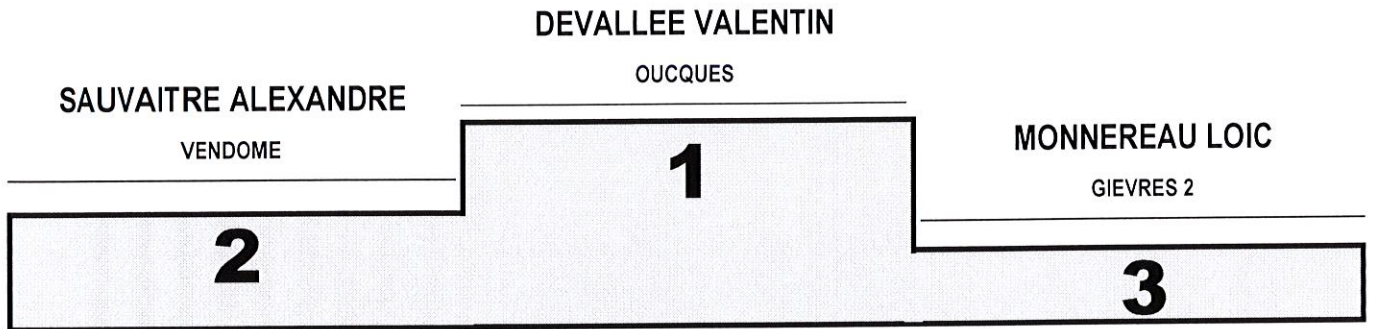 DEVALLEE VALENTIN
OUCQUES
SAUVAITRE ALEXANDRE
VENDOME
MONNEREAU LOIC
GIEVRES 2
1
2
3